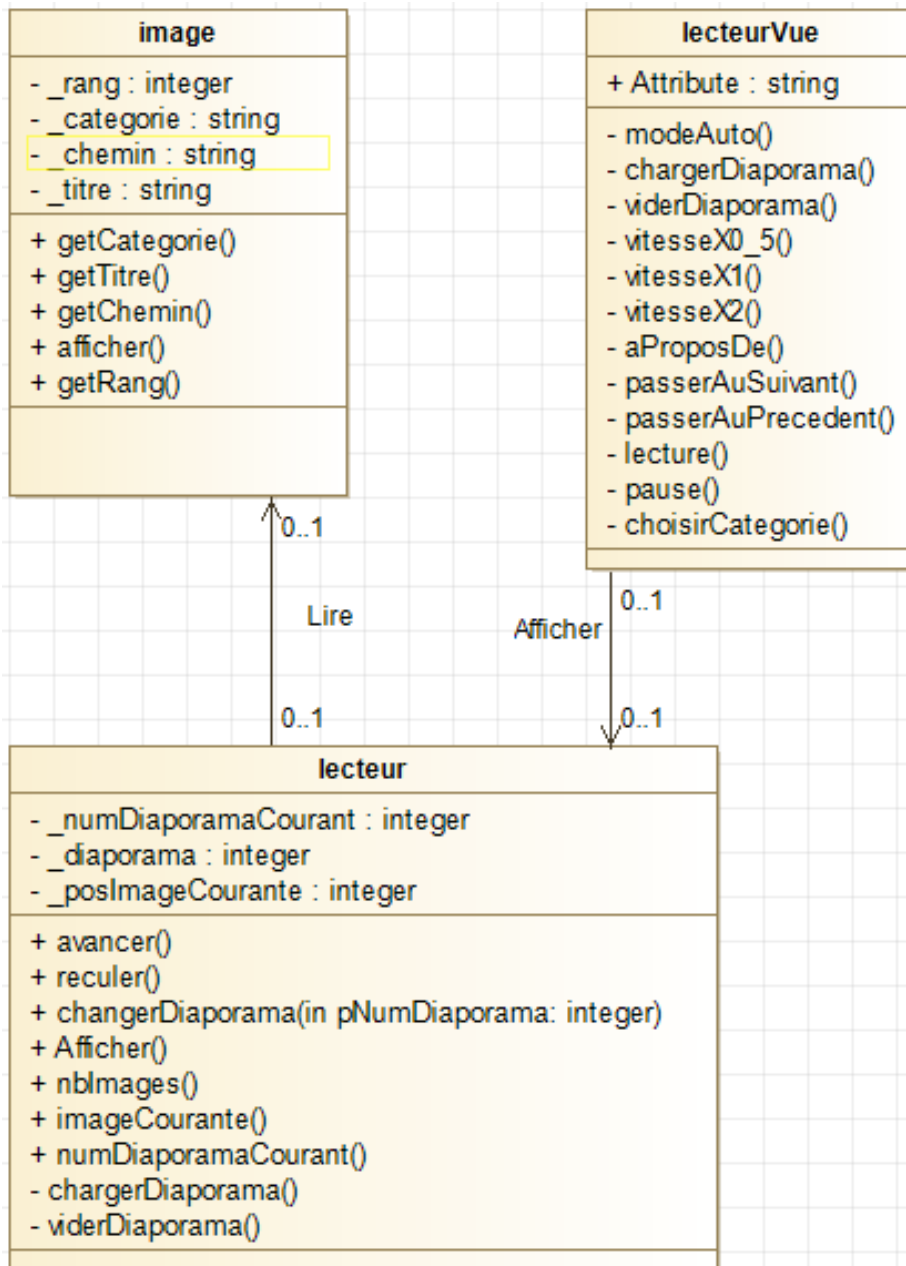 image
- _rang : integer
- _categorie : string
- _chemin : string
- _titre : string
+ getCategorie()
+ getTitre()
+ getChemin()
+ afficher()
+ getRang()
lecteurVue
+ Attribute : string
- modeAuto()
- chargerDiaporama()
- viderDiaporama()
- vitesseX0_5()
- vitesseX1()
- vitesseX2()
- aProposDe()
- passerAuSuivant()
- passerAuPrecedent()
- lecture()
- pause()
- choisirCategorie()
0..1
Lire
0..1
0..1
Afficher
0..1
lecteur
- _numDiaporamaCourant : integer
- _diaporama : integer
- _posImageCourante : integer
+ avancer()
+ reculer()
+ changerDiaporama(in pNumDiaporama: integer)
+ Afficher()
+ nbImages()
+ imageCourante()
+ numDiaporamaCourant()
- chargerDiaporama()
- viderDiaporama()